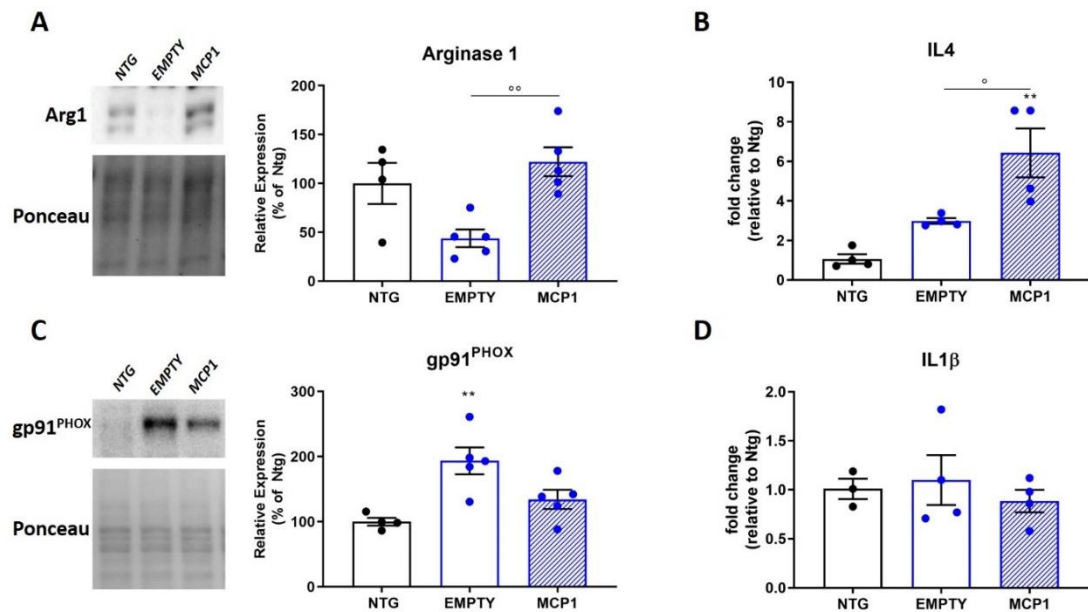 A
NTG EMPTY MCP1
Arg1
Ponceau
Arginase 1
Relative Expression
(% of Ntg)
200
150
100
50
0
°°
NTG EMPTY MCP1
B
IL4
fold change
(relative to Ntg)
10
8
6
4
2
0
°
**
NTG EMPTY MCP1
C
NTG EMPTY MCP1
gp91PHOX
Ponceau
gp91PHOX
Relative Expression
(% of Ntg)
300
200
100
0
**
NTG EMPTY MCP1
D
IL1β
fold change
(relative to Ntg)
2.0
1.5
1.0
0.5
0.0
NTG EMPTY MCP1